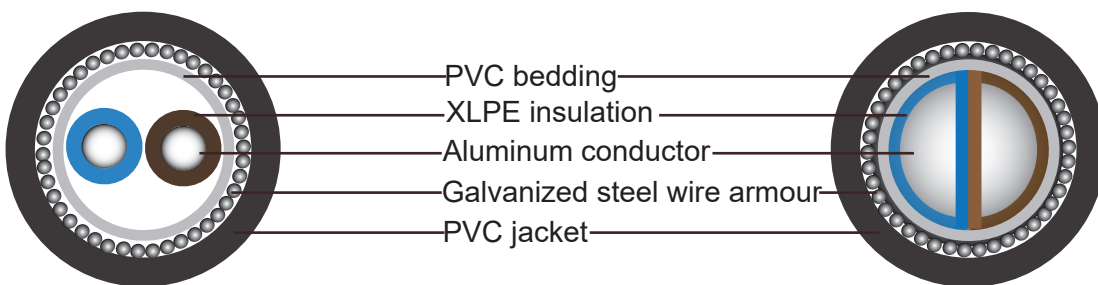 PVC bedding
XLPE insulation
Aluminum conductor
Galvanized steel wire armour
PVC jacket